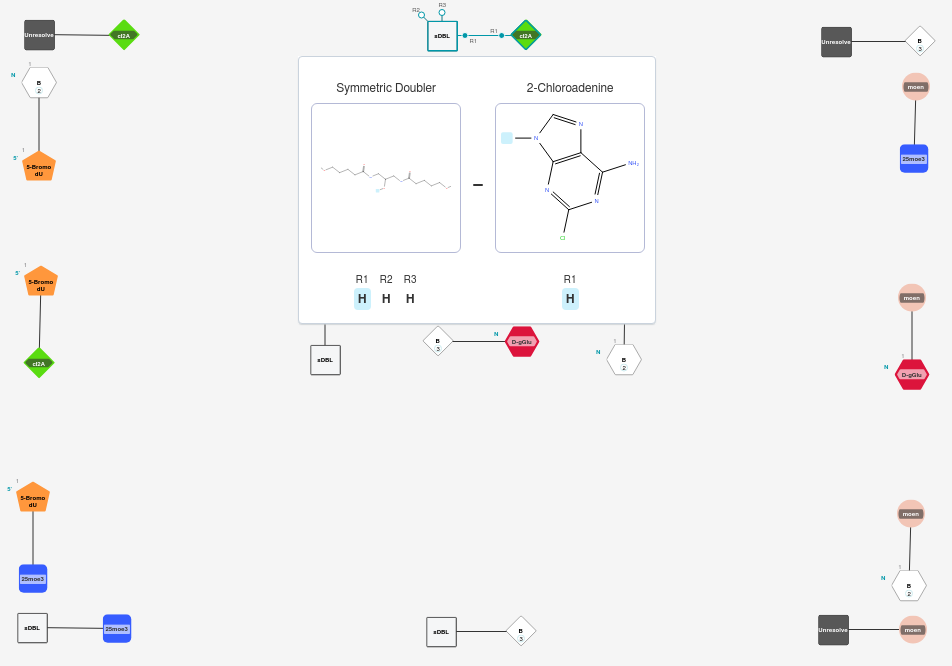 R2
R3
Unresolve
cl2A
sDBL
R1
R1
cl2A
Unresolve
B
3
1
N
B
2
Symmetric Doubler
2-Chloroadenine
moen
N
N
NH₂
N
N
Cl
1
5'
5-Bromo
dU
25moe3
1
5'
5-Bromo
dU
R1
R2
R3
R1
H
H
H
H
moen
cl2A
sDBL
B
3
N
D-gGlu
1
N
B
2
1
N
D-gGlu
1
5'
5-Bromo
dU
moen
25moe3
1
N
B
2
sDBL
25moe3
sDBL
B
3
Unresolve
moen